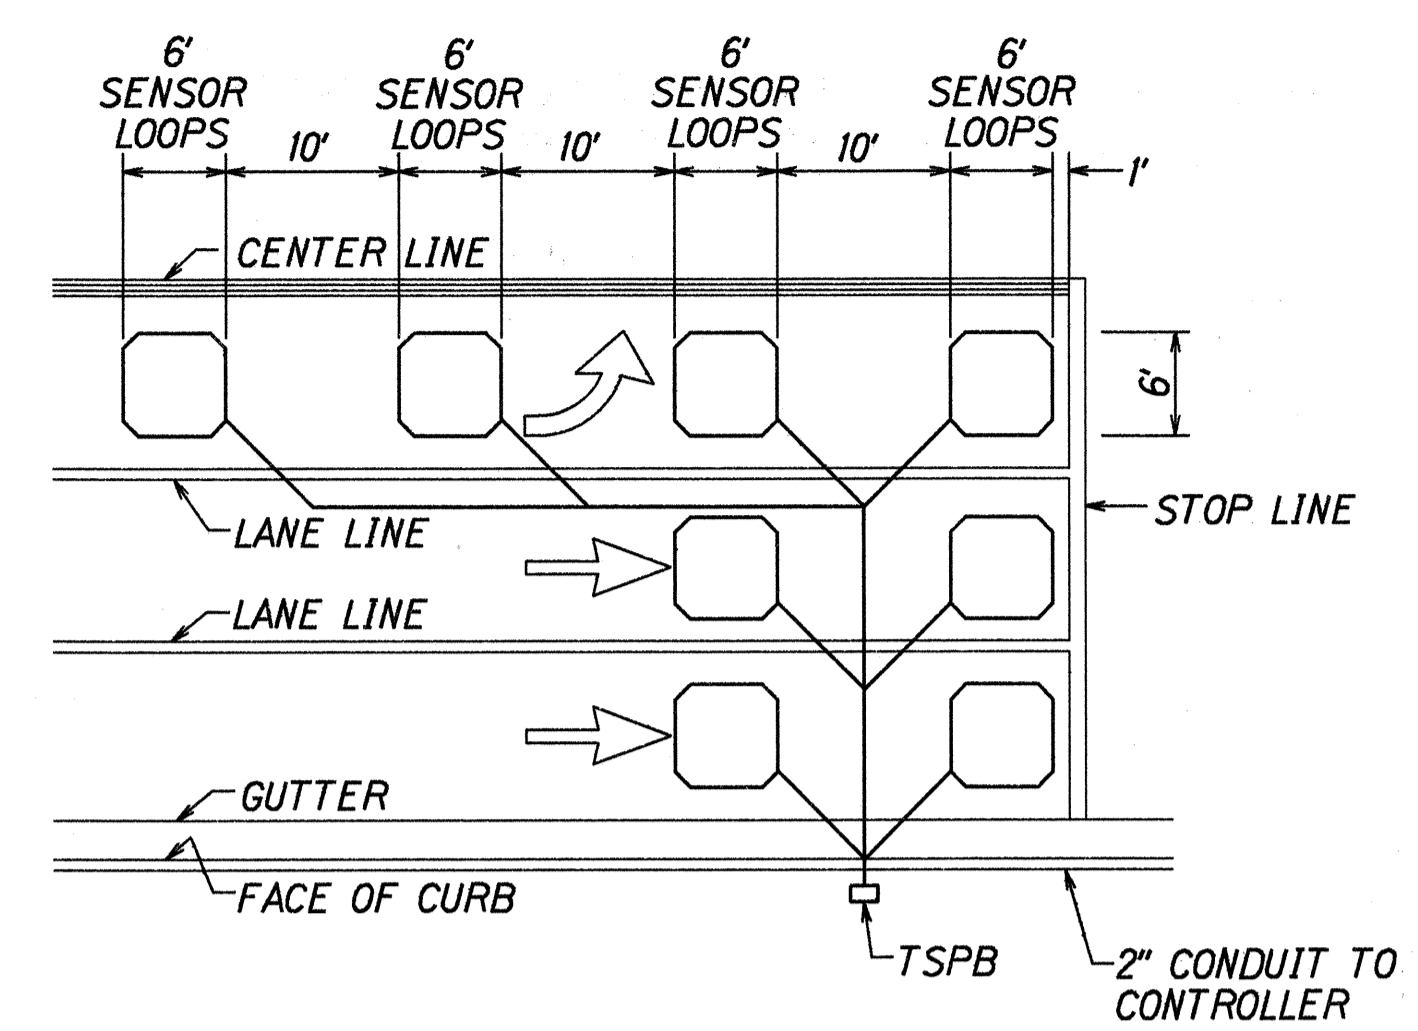 6'
SENSOR
LOOPS
6'
SENSOR
LOOPS
6'
SENSOR
LOOPS
6'
SENSOR
LOOPS
10'
10'
10'
1'
CENTER LINE
6'
LANE LINE
STOP LINE
LANE LINE
GUTTER
FACE OF CURB
TSPB
2" CONDUIT TO
CONTROLLER